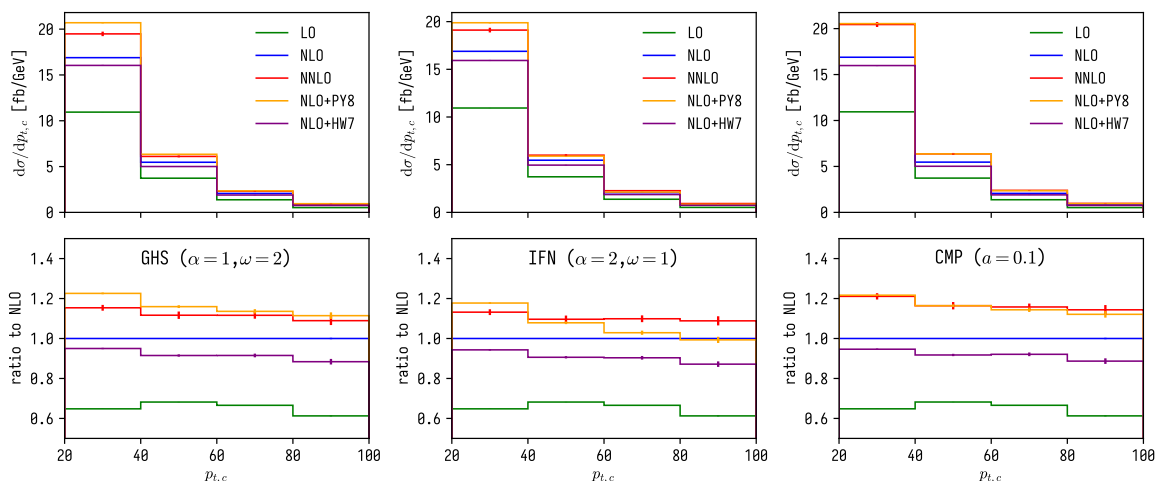 dσ/dp_{t,c} [fb/GeV]
20
15
10
5
0
LO
NLO
NNLO
NLO+PY8
NLO+HW7
dσ/dp_{t,c} [fb/GeV]
20
15
10
5
0
LO
NLO
NNLO
NLO+PY8
NLO+HW7
dσ/dp_{t,c} [fb/GeV]
20
15
10
5
0
LO
NLO
NNLO
NLO+PY8
NLO+HW7
ratio to NLO
1.4
1.2
1.0
0.8
0.6
GHS (α = 1, ω = 2)
20 40 60 80 100
p_{t,c}
ratio to NLO
1.4
1.2
1.0
0.8
0.6
IFN (α = 2, ω = 1)
20 40 60 80 100
p_{t,c}
ratio to NLO
1.4
1.2
1.0
0.8
0.6
CMP (a = 0.1)
20 40 60 80 100
p_{t,c}